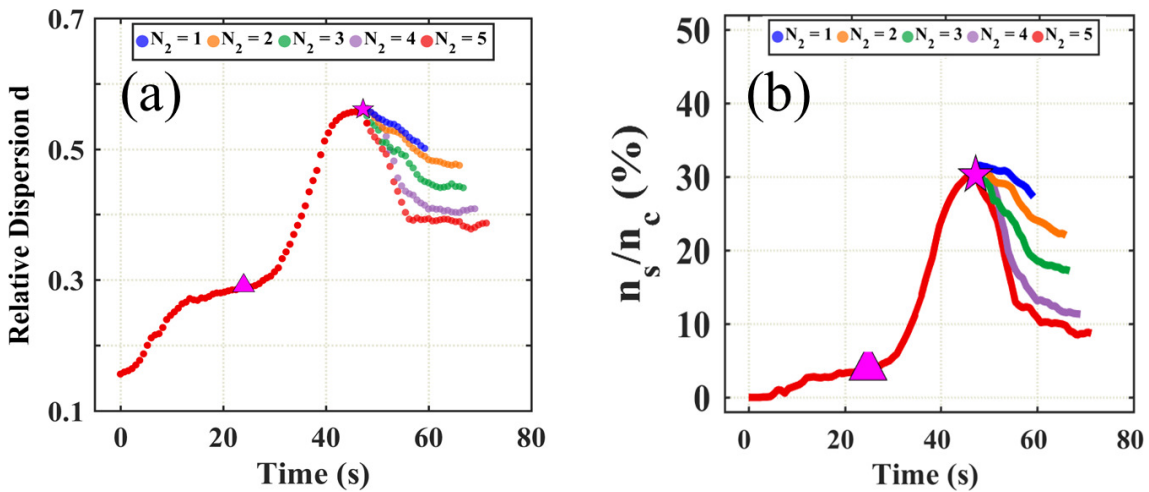 0.7
N2 = 1 N2 = 2 N2 = 3 N2 = 4 N2 = 5
(a)
0.5
0.3
0.1
Relative Dispersion d
0 20 40 60 80
Time (s)
50
N2 = 1 N2 = 2 N2 = 3 N2 = 4 N2 = 5
(b)
40
30
20
10
0
ns/nc (%)
0 20 40 60 80
Time (s)